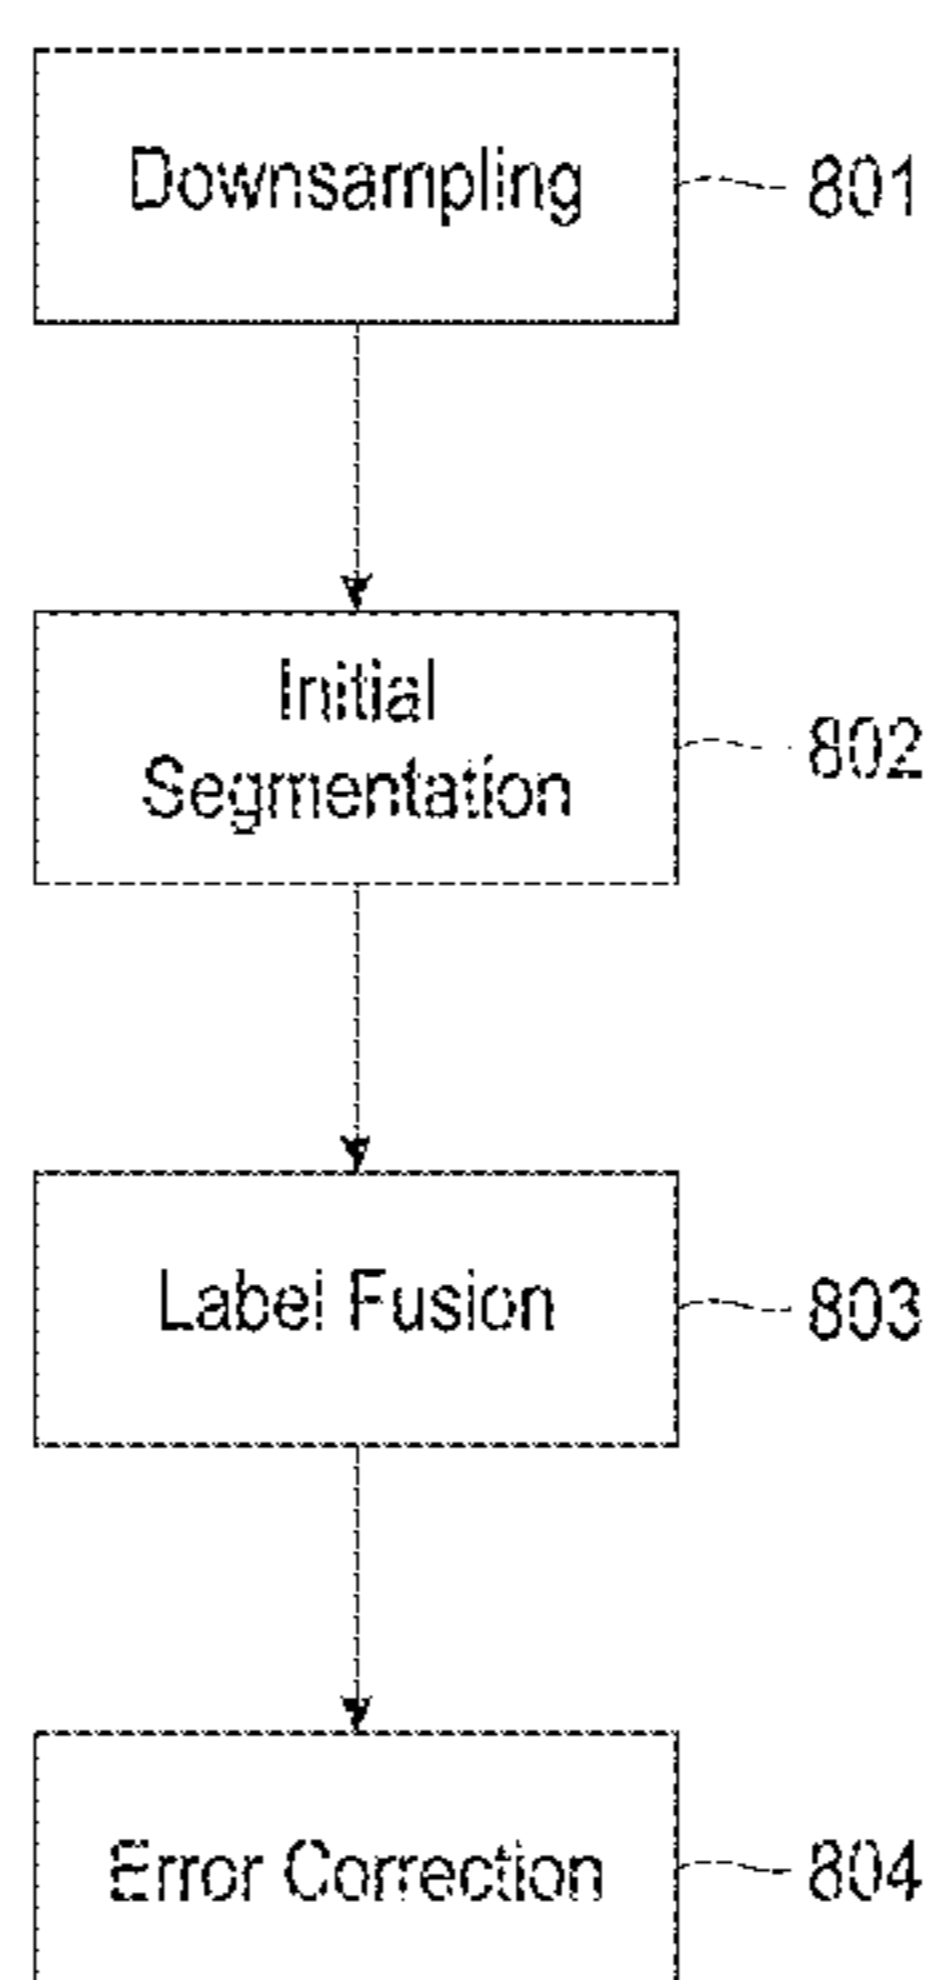 Downsampling
801
Initial
Segmentation
802
Label Fusion
803
Error Correction
804